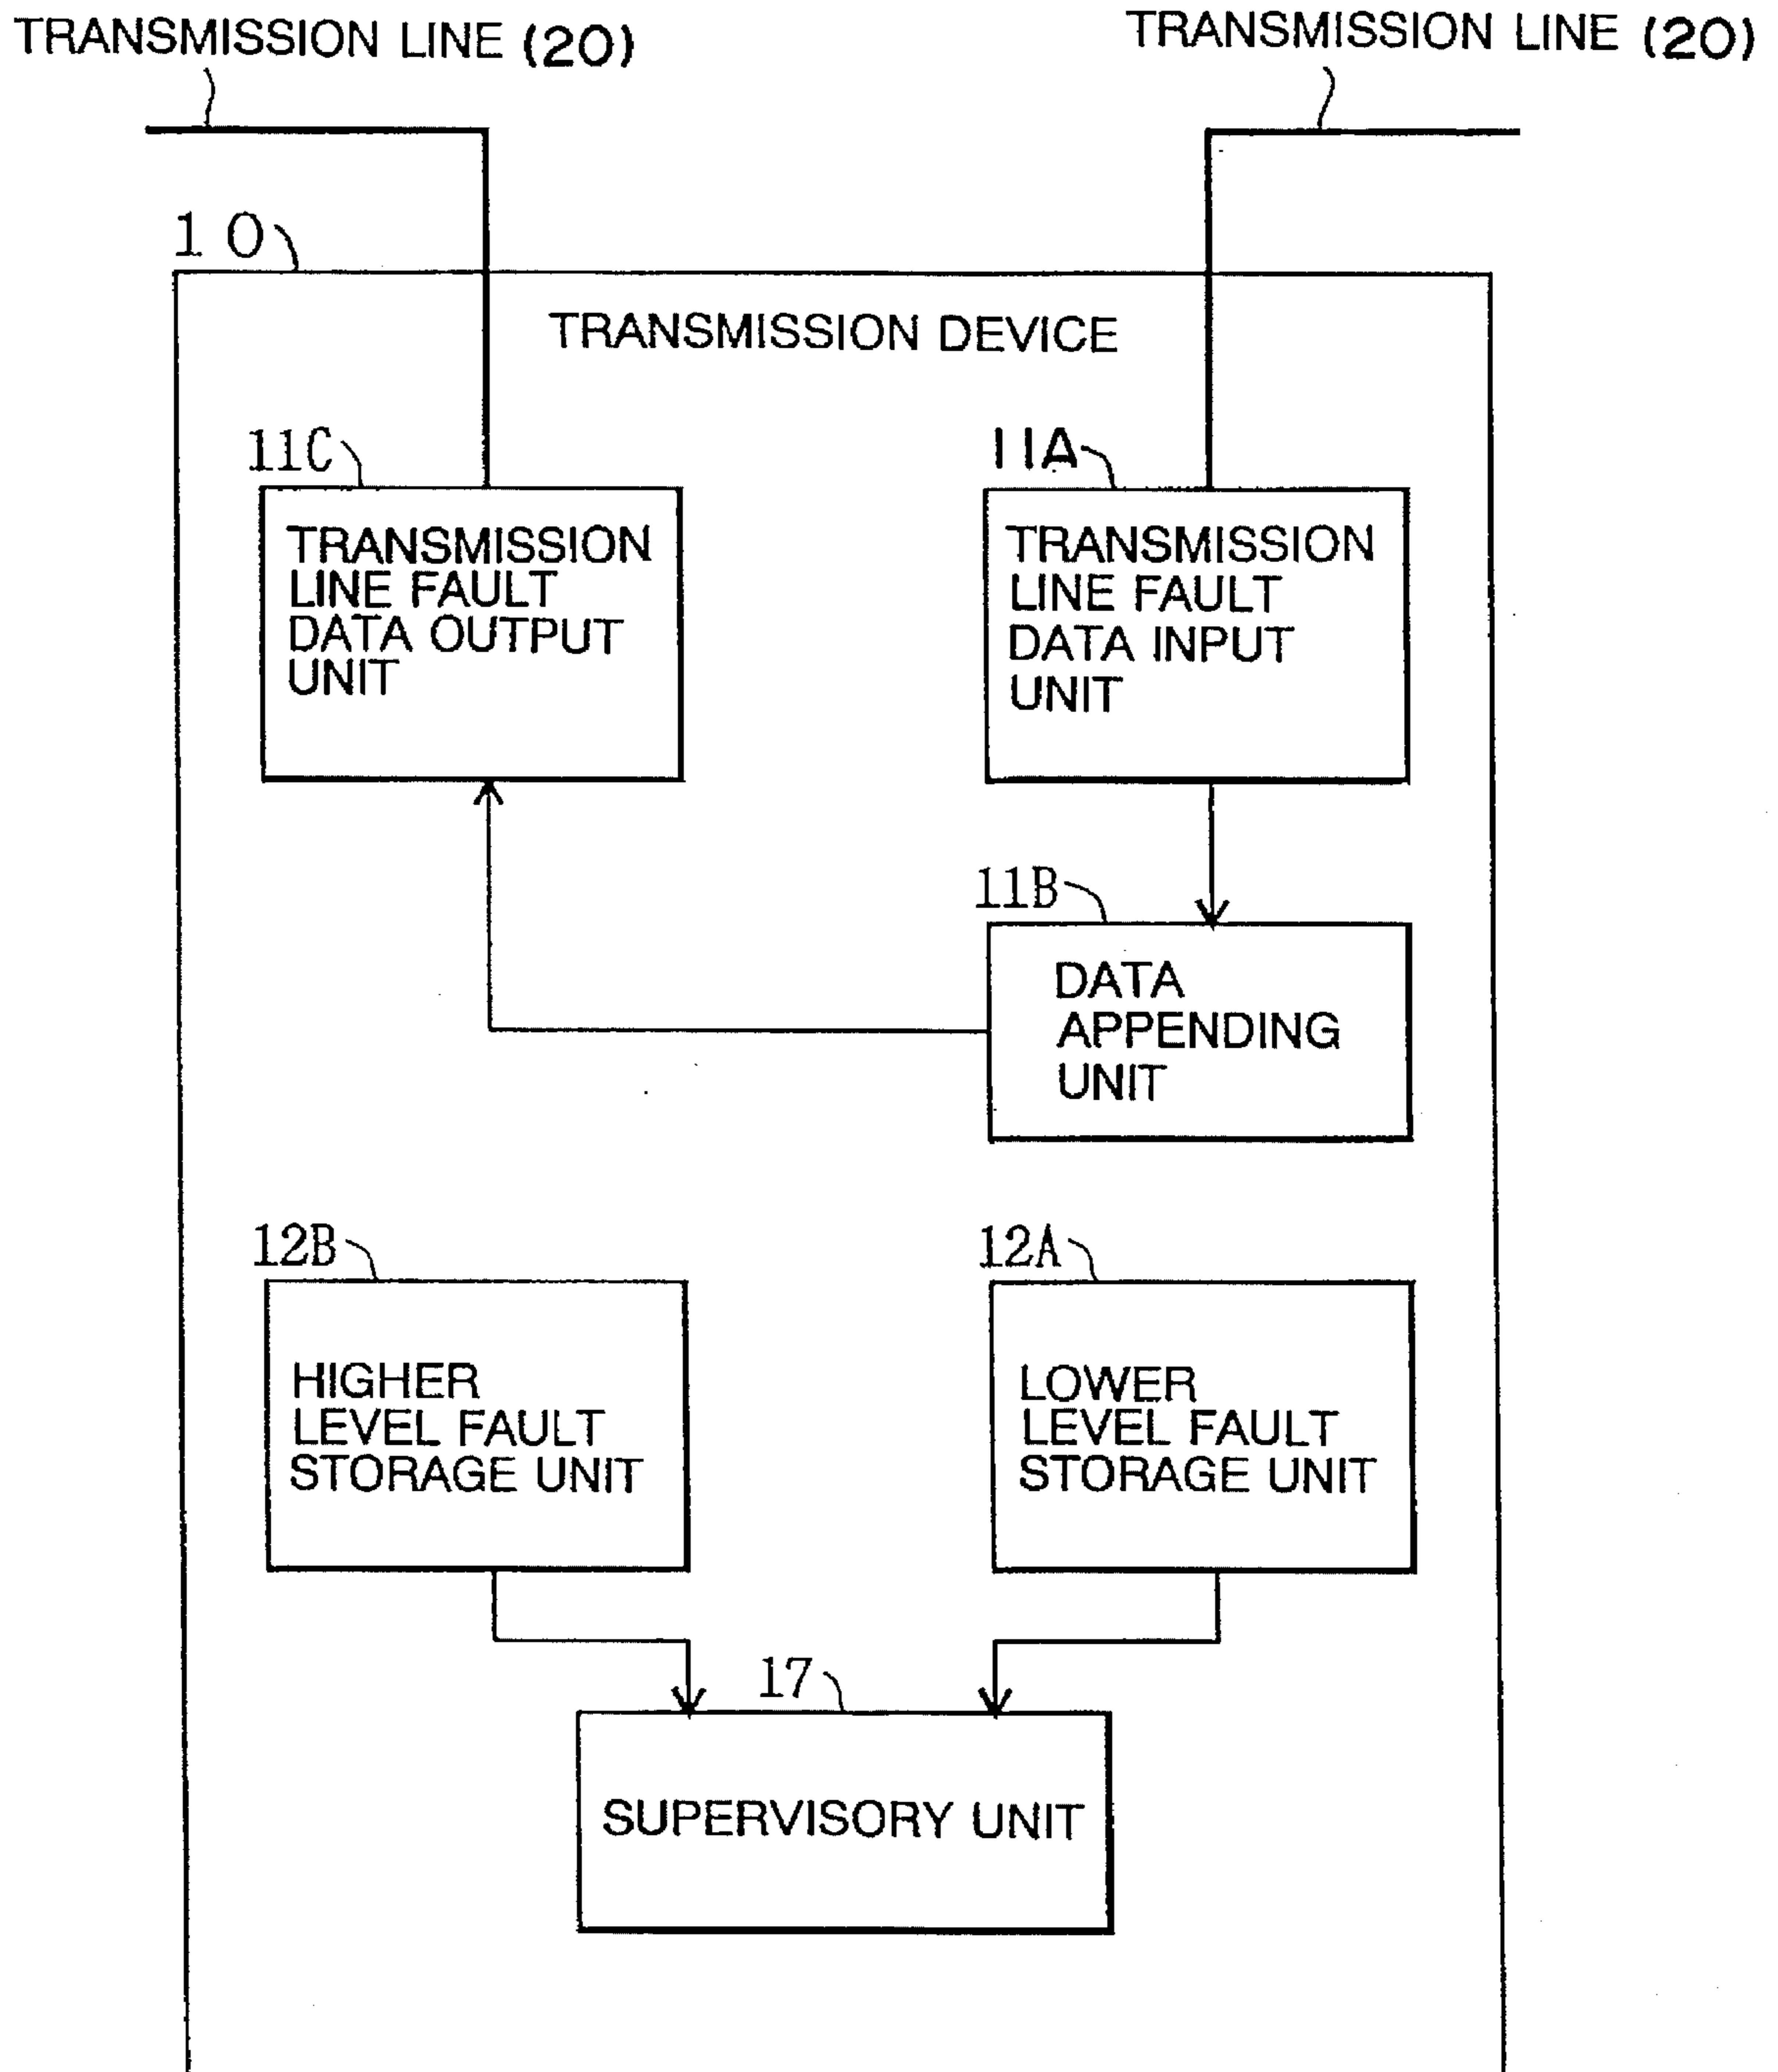 TRANSMISSION LINE (20)
TRANSMISSION LINE (20)
10
TRANSMISSION DEVICE
11C
11A
TRANSMISSION
LINE FAULT
DATA OUTPUT
UNIT
TRANSMISSION
LINE FAULT
DATA INPUT
UNIT
11B
DATA
APPENDING
UNIT
12B
12A
HIGHER
LEVEL FAULT
STORAGE UNIT
LOWER
LEVEL FAULT
STORAGE UNIT
17
SUPERVISORY UNIT